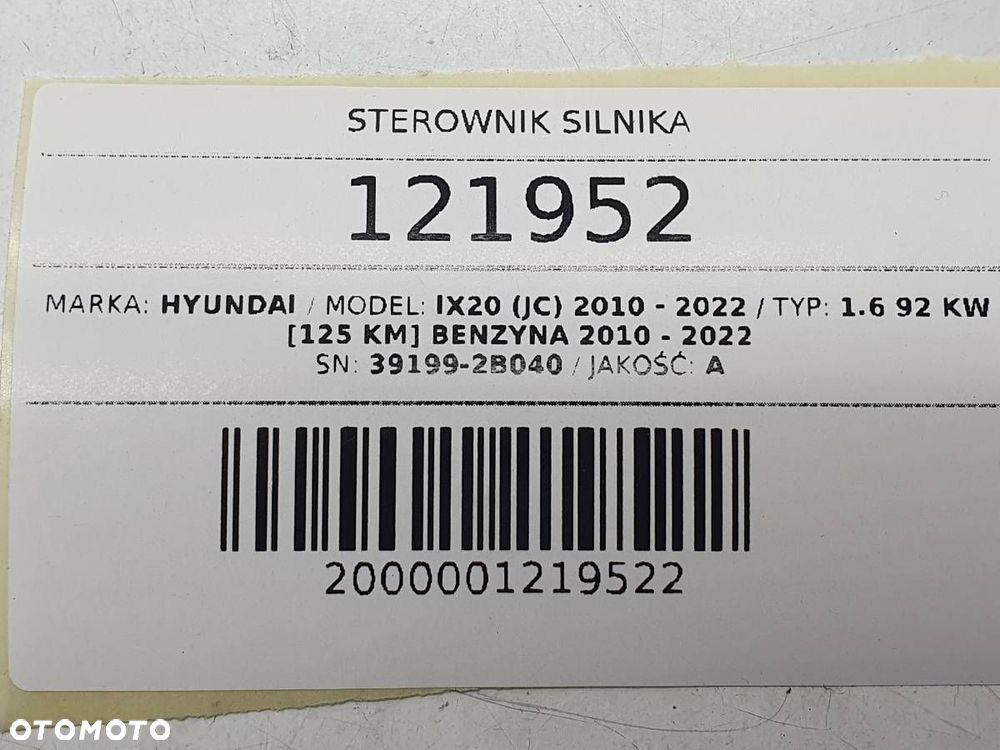 STEROWNIK SILNIKA
121952
MARKA: HYUNDAI / MODEL: IX20 (JC) 2010 - 2022 / TYP: 1.6 92 KW
[125 KM] BENZYNA 2010 - 2022
SN: 39199-2B040 / JAKOŚĆ: A
2000001219522
OTOMOTO